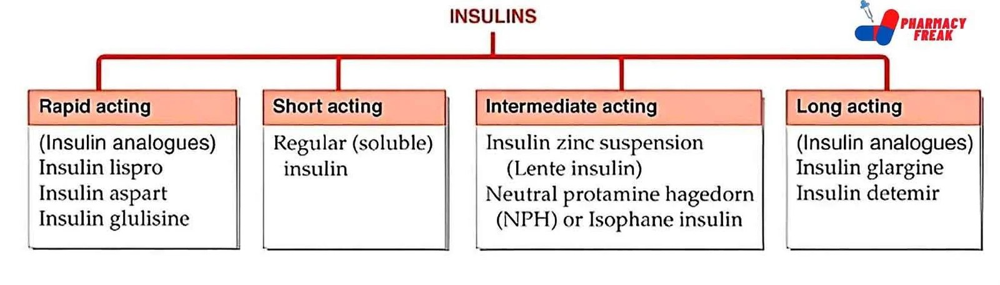 INSULINS
PHARMACY
FREAK
Rapid acting
(Insulin analogues)
Insulin lispro
Insulin aspart
Insulin glulisine
Short acting
Regular (soluble)
insulin
Intermediate acting
Insulin zinc suspension
(Lente insulin)
Neutral protamine hagedorn
(NPH) or Isophane insulin
Long acting
(Insulin analogues)
Insulin glargine
Insulin detemir